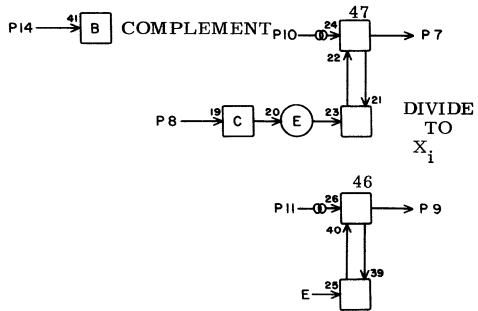 47
P14 41 B COMPLEMENT P10 24 P7
22 21
P8 19 C 20 E 23 DIVIDE
TO
Xi
46
P11 26 P9
40 39
E 25